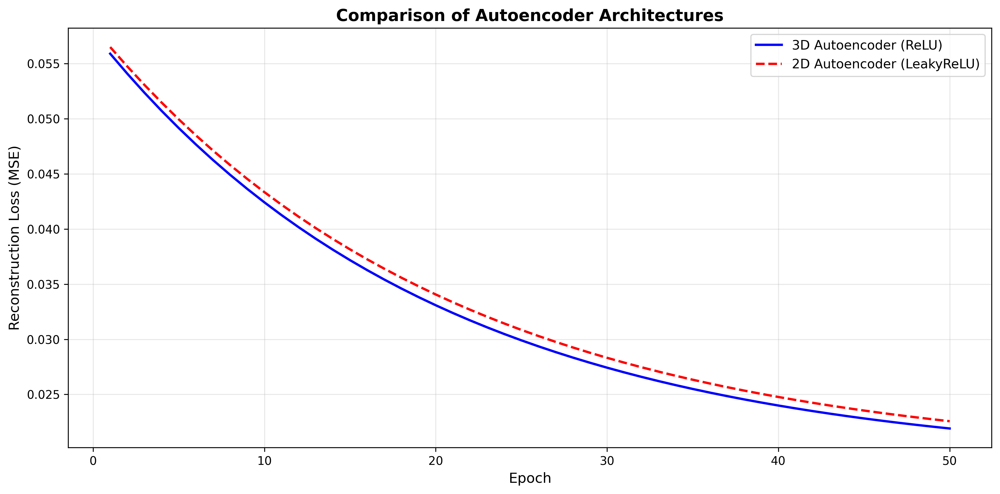 Comparison of Autoencoder Architectures
3D Autoencoder (ReLU)
2D Autoencoder (LeakyReLU)
Reconstruction Loss (MSE)
0.055
0.050
0.045
0.040
0.035
0.030
0.025
0 10 20 30 40 50
Epoch